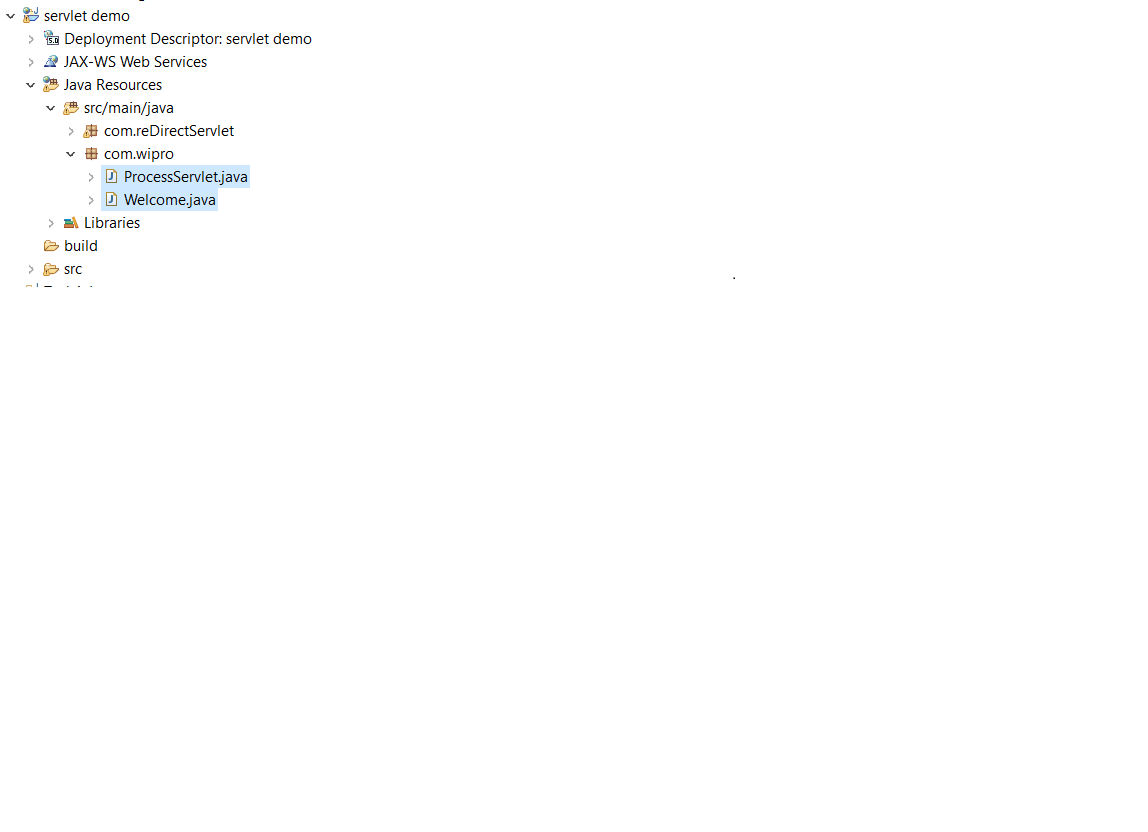 servlet demo
Deployment Descriptor: servlet demo
JAX-WS Web Services
Java Resources
src/main/java
com.reDirectServlet
com.wipro
ProcessServlet.java
Welcome.java
Libraries
build
src